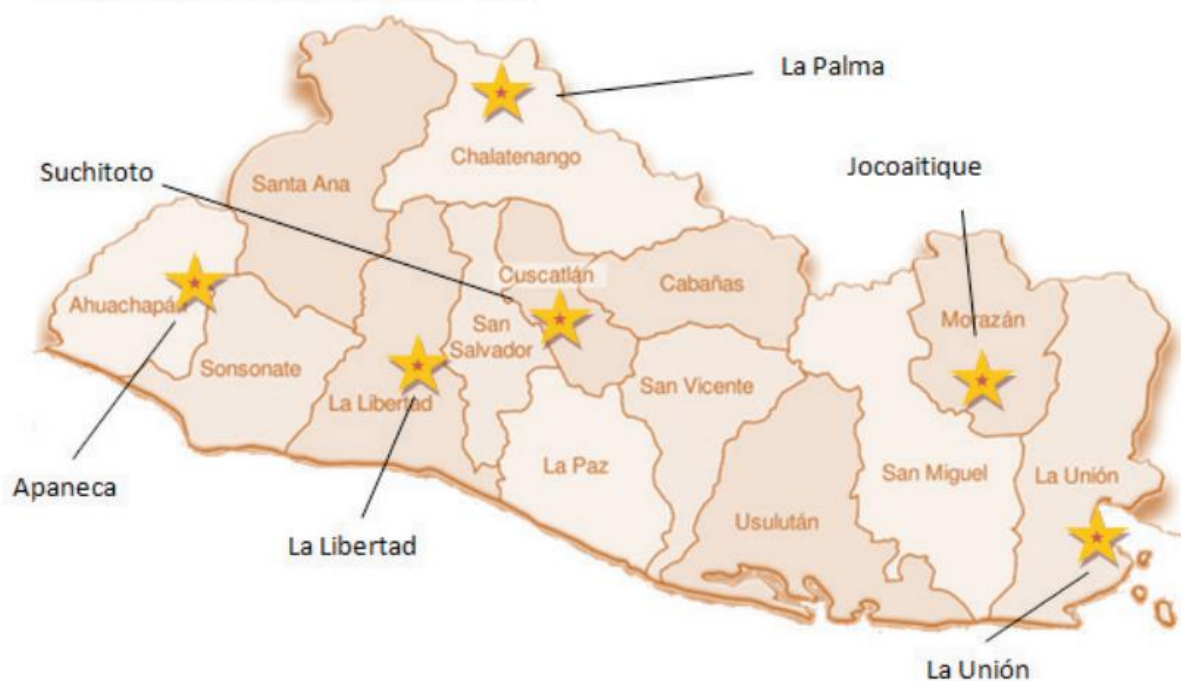 La Palma
Chalatenango
Jocoaitique
Suchitoto
Santa Ana
Cuscatlán
Cabañas
Ahuachapá
Morazán
San
Salvador
Sonsonate
San Vicente
La Libertad
La Paz
San Miguel
La Unión
Apaneca
Usulután
La Libertad
La Unión